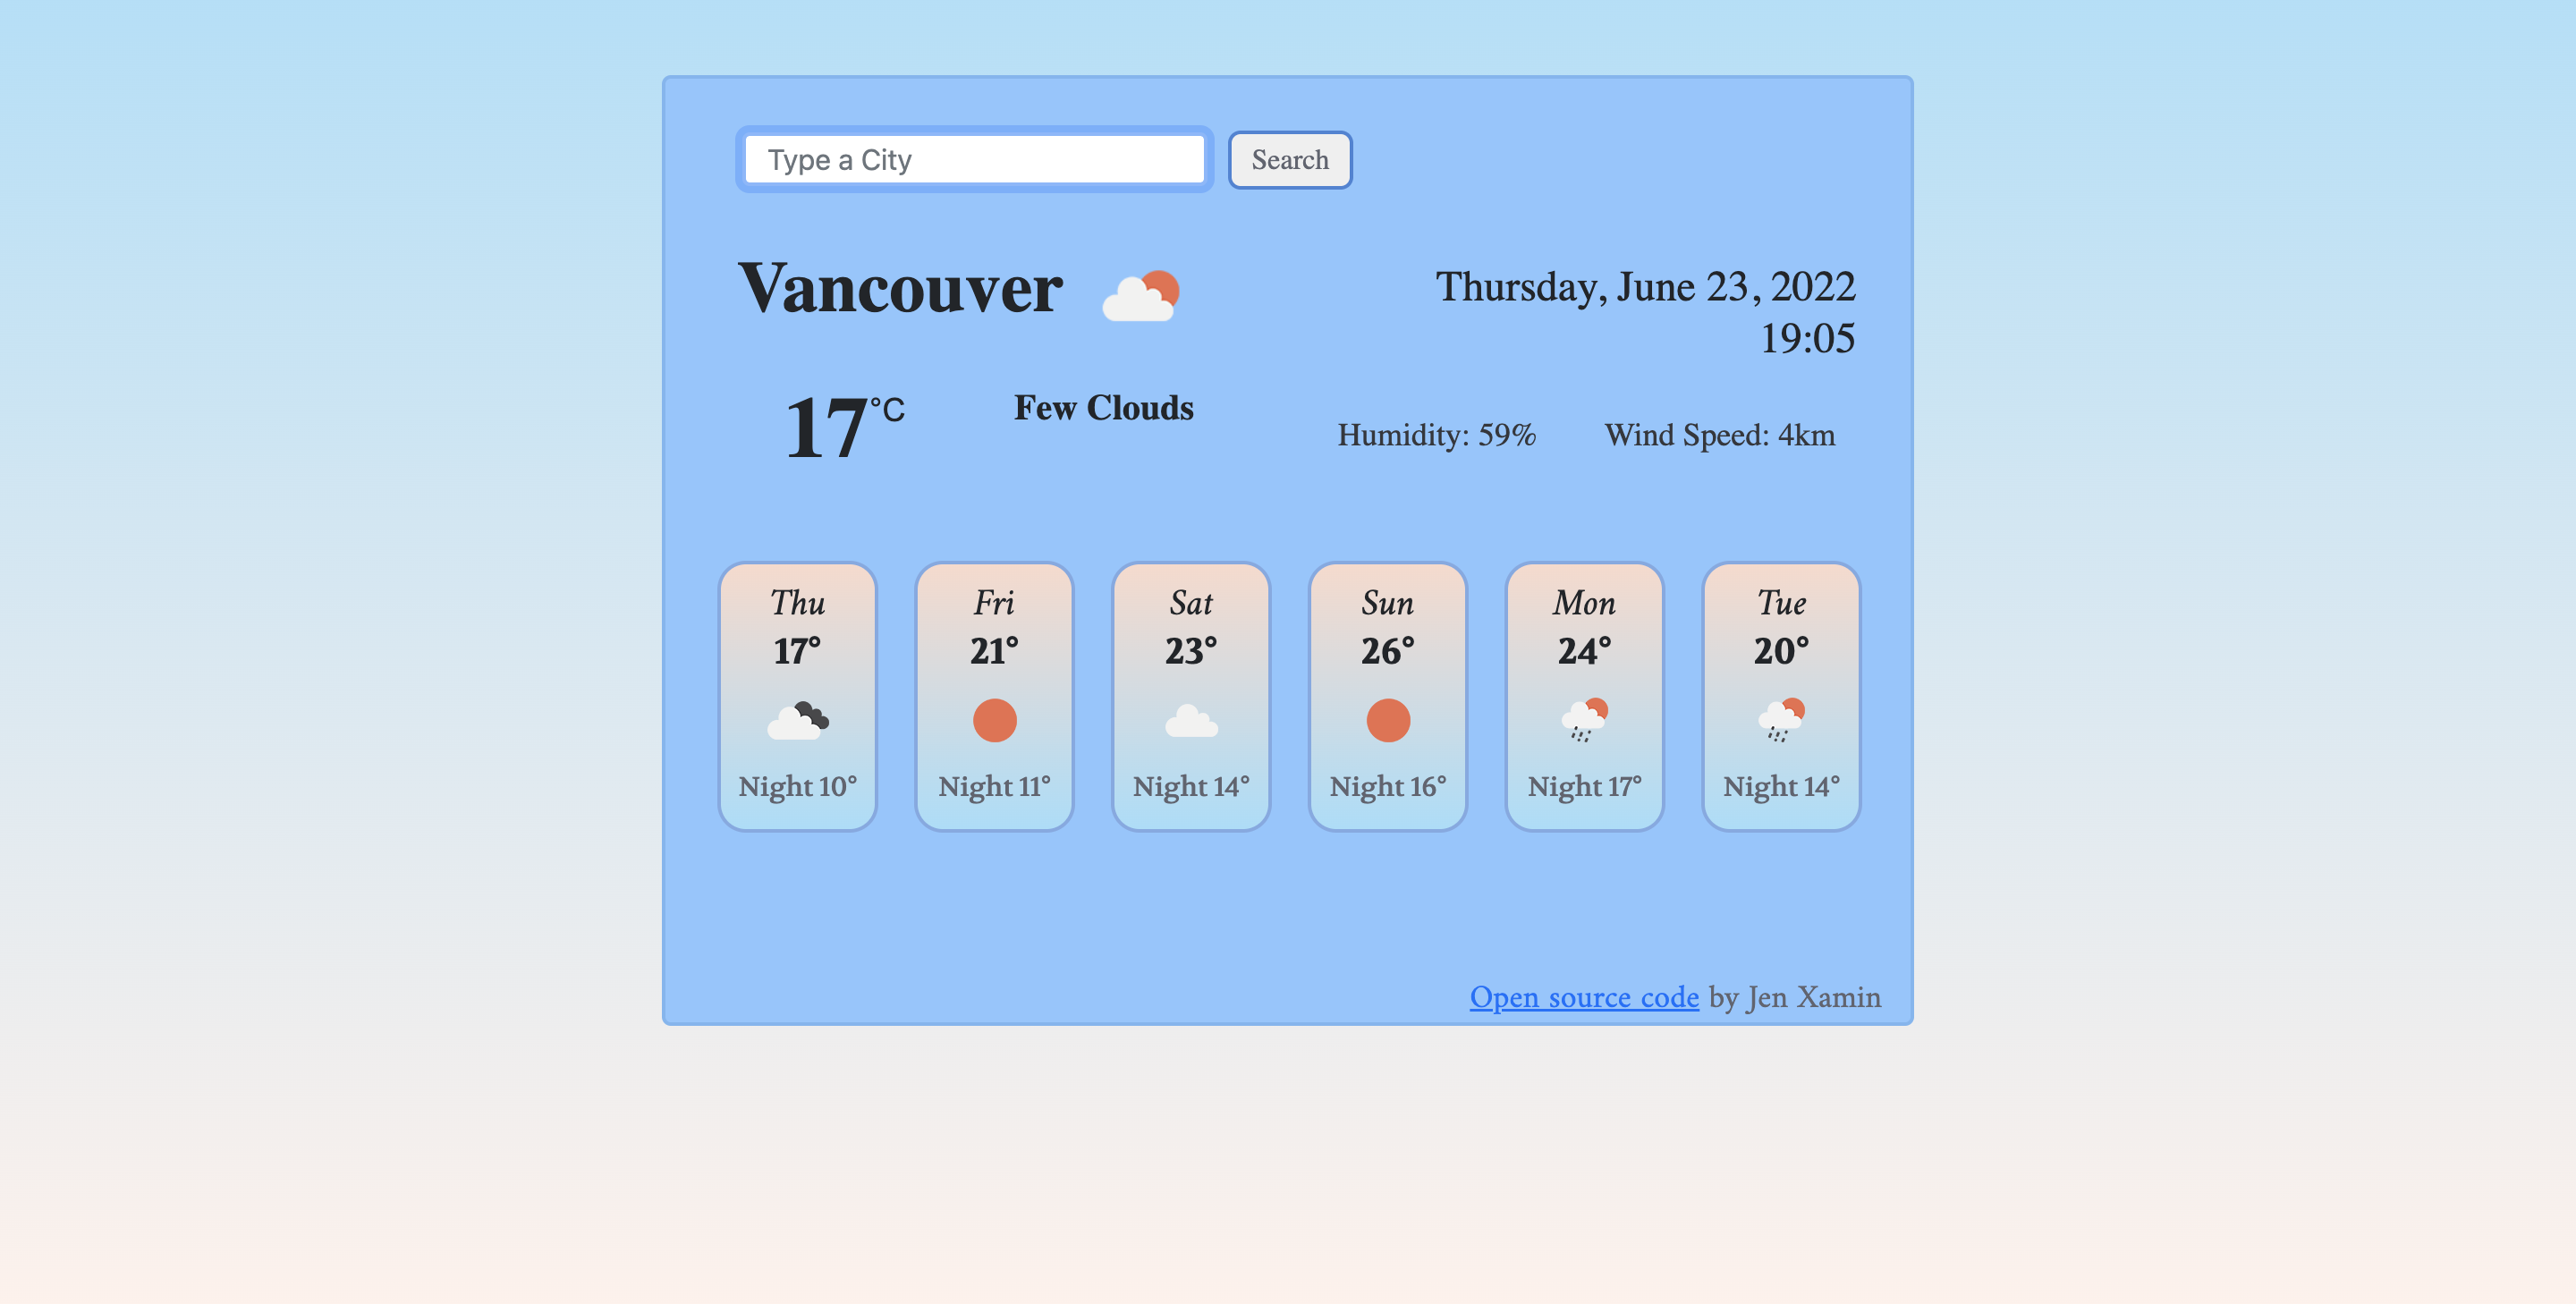 Type a City
Search
Vancouver
Thursday, June 23, 2022
19:05
17°C
Few Clouds
Humidity: 59%
Wind Speed: 4km
Thu
17°
Night 10°
Fri
21°
Night 11°
Sat
23°
Night 14°
Sun
26°
Night 16°
Mon
24°
Night 17°
Tue
20°
Night 14°
Open source code by Jen Xamin